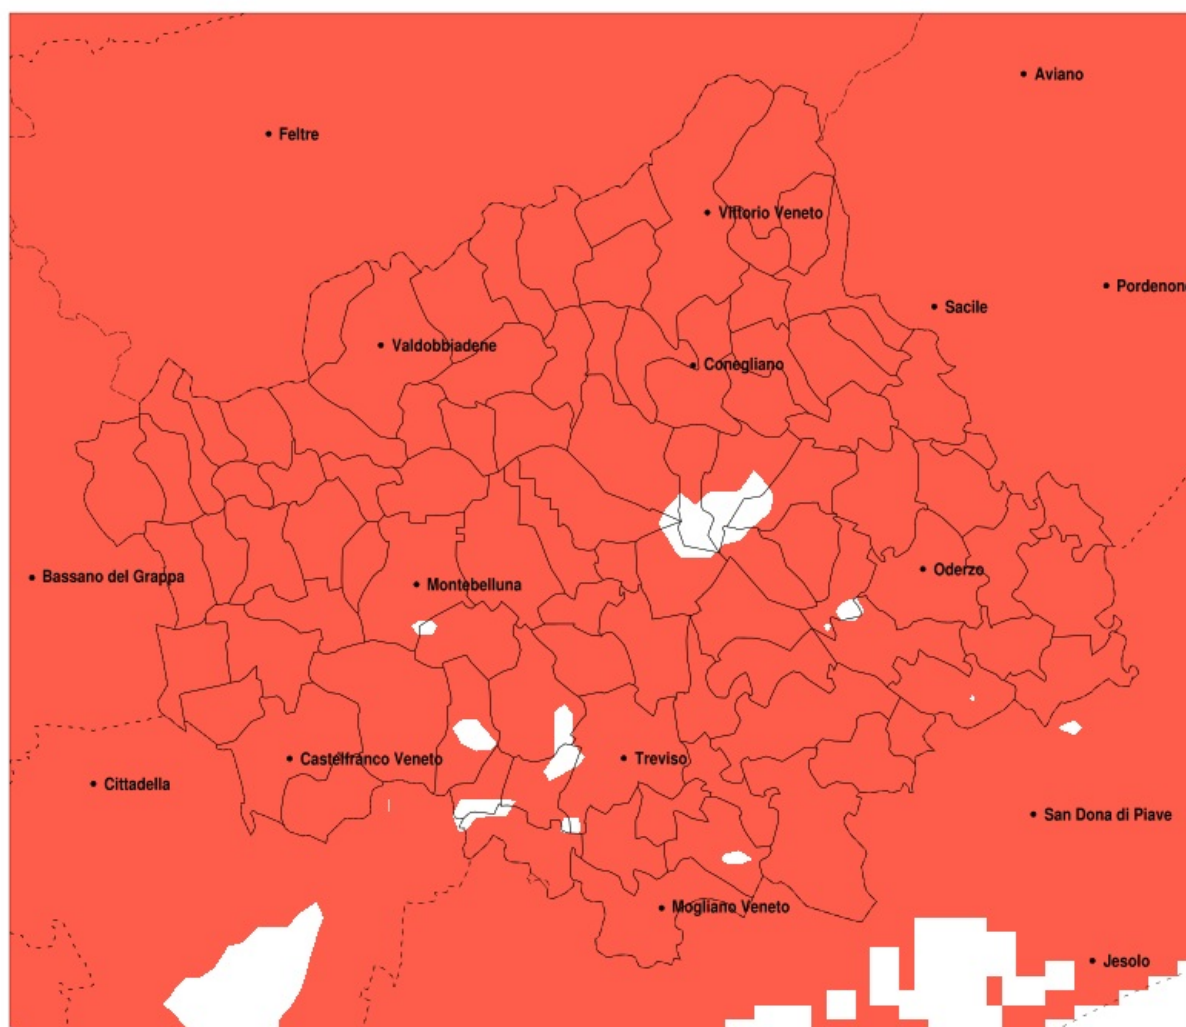 Aviano
Feltre
Vittorio Veneto
Pordenone
Sacile
Valdobbiadene
Conegliano
Oderzo
Bassano del Grappa
Montebelluna
Castelfranco Veneto
Treviso
Cittadella
San Dona di Piave
Mogliano Veneto
Jesolo